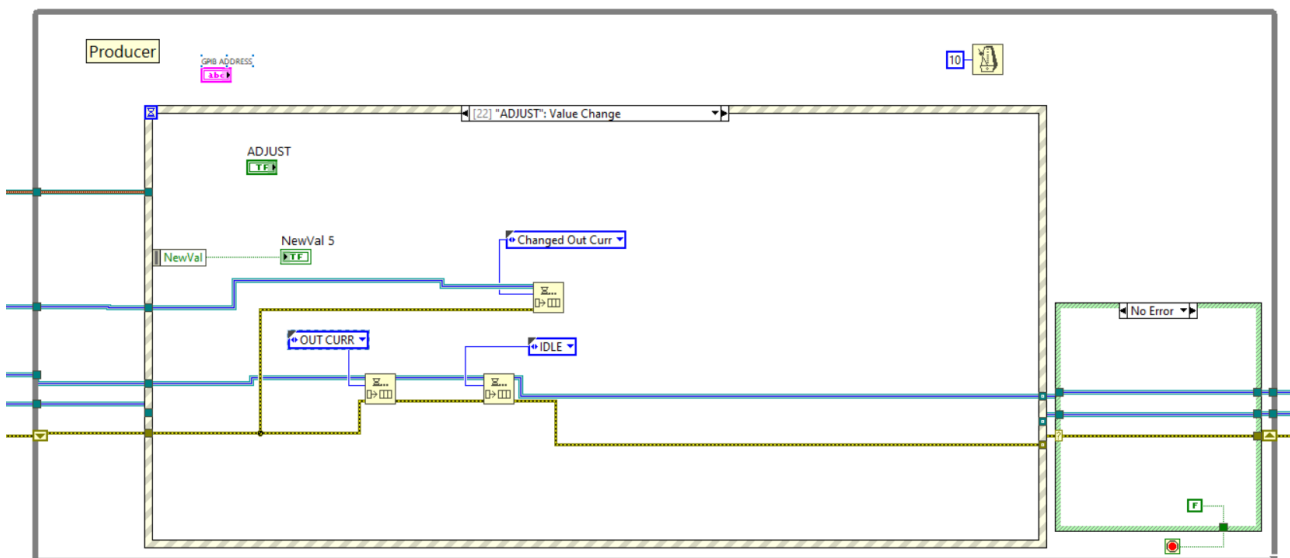 Producer
GPIB ADDRESS
abc
10
[22] "ADJUST": Value Change
ADJUST
TF
NewVal 5
NewVal
TF
Changed Out Curr
No Error
OUT CURR
IDLE
?
F